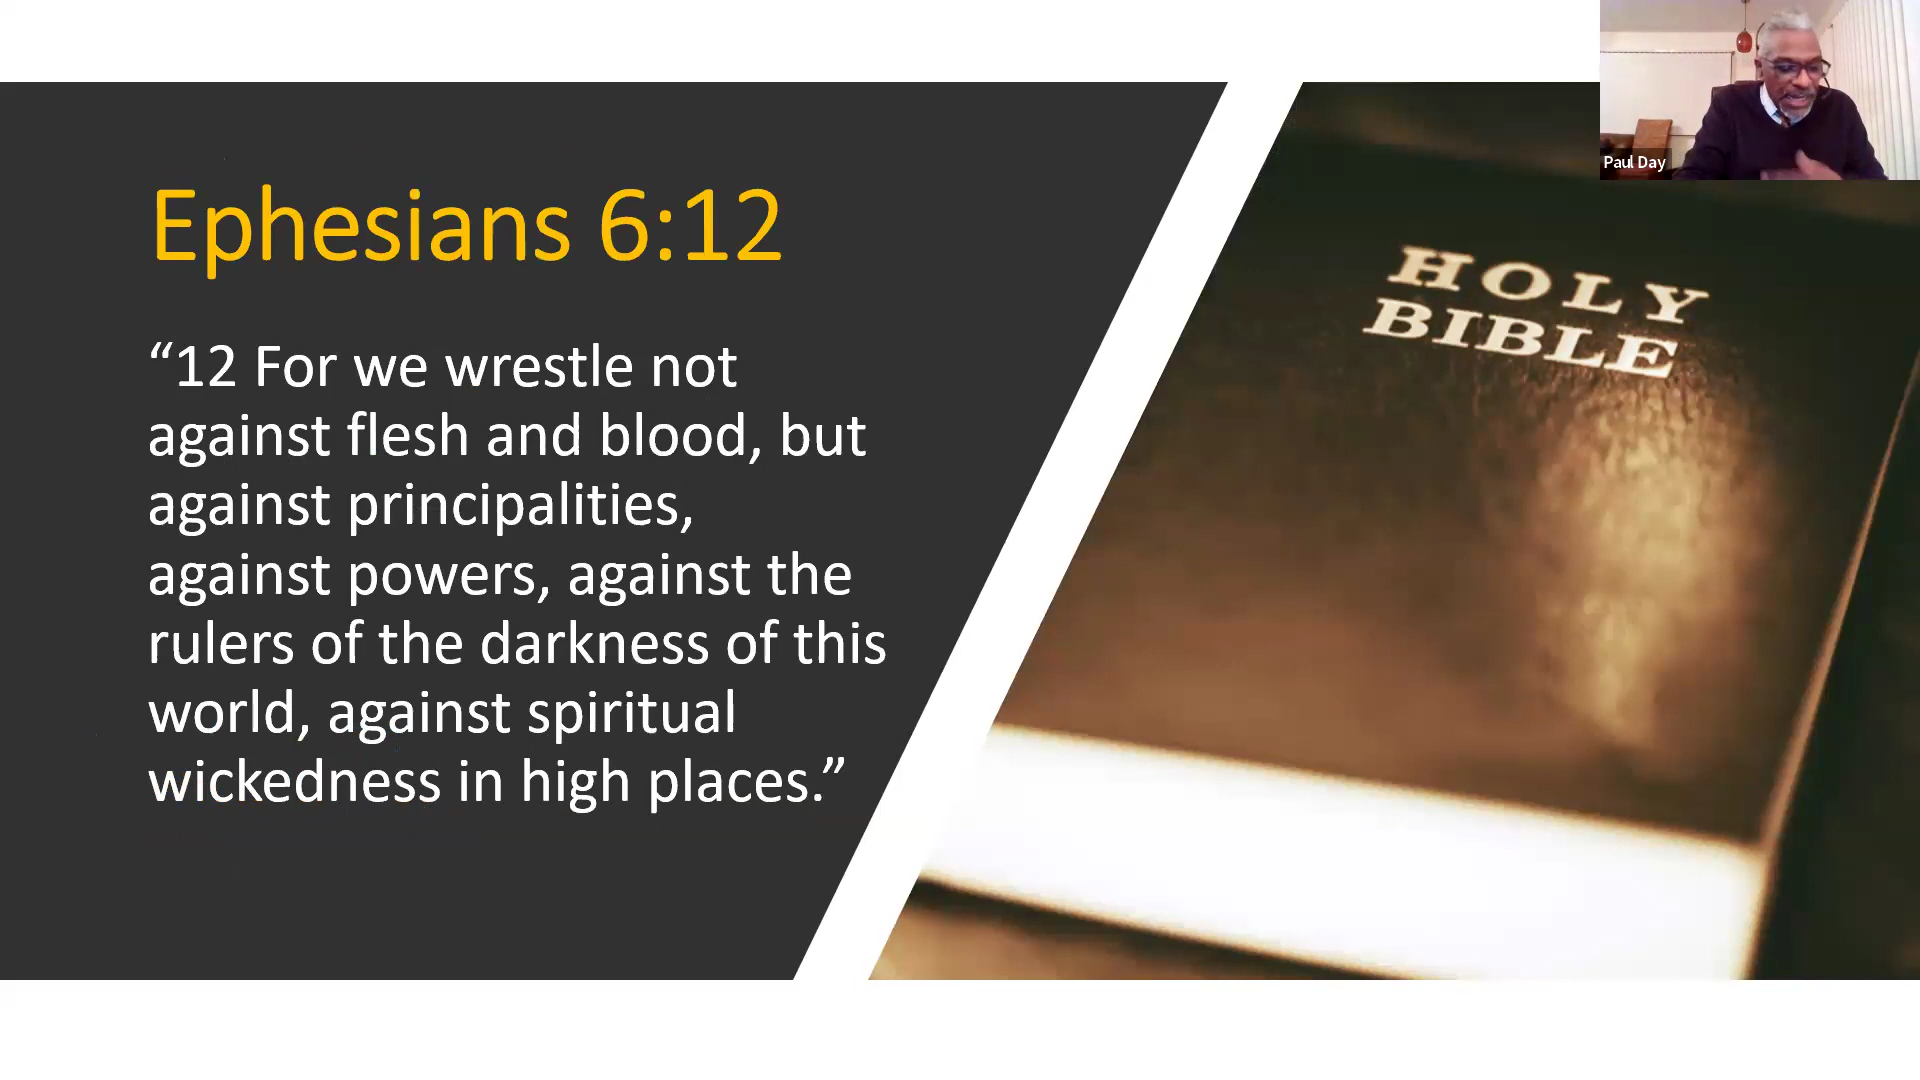 Ephesians 6:12
“12 For we wrestle not
against flesh and blood, but
against principalities,
against powers, against the
rulers of the darkness of this
world, against spiritual
wickedness in high places.”
HOLY
BIBLE
Paul Day